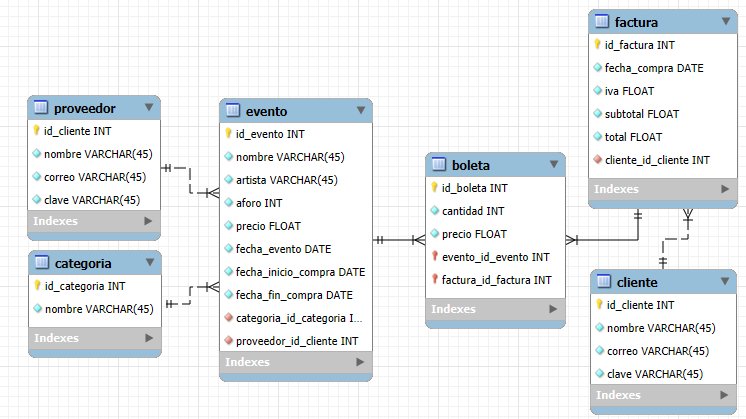 proveedor
id_cliente INT
nombre VARCHAR(45)
correo VARCHAR(45)
clave VARCHAR(45)
Indexes
categoria
id_categoria INT
nombre VARCHAR(45)
Indexes
evento
id_evento INT
nombre VARCHAR(45)
artista VARCHAR(45)
aforo INT
precio FLOAT
fecha_evento DATE
fecha_inicio_compra DATE
fecha_fin_compra DATE
categoria_id_categoria I...
proveedor_id_cliente INT
Indexes
boleta
id_boleta INT
cantidad INT
precio FLOAT
evento_id_evento INT
factura_id_factura INT
Indexes
factura
id_factura INT
fecha_compra DATE
iva FLOAT
subtotal FLOAT
total FLOAT
cliente_id_cliente INT
Indexes
cliente
id_cliente INT
nombre VARCHAR(45)
correo VARCHAR(45)
clave VARCHAR(45)
Indexes